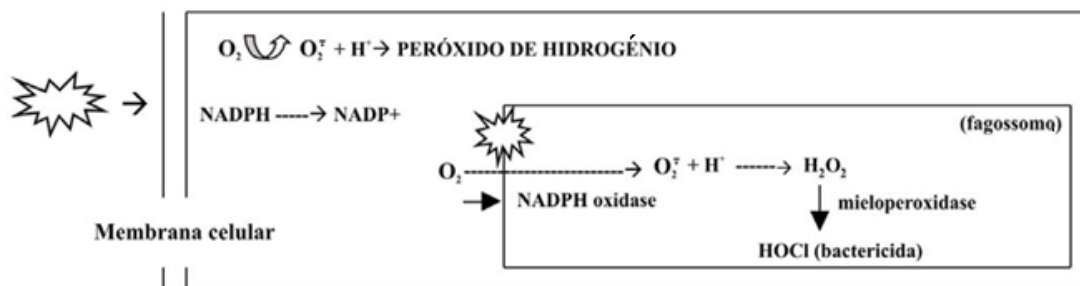 O₂ O₂⁻̣ + H⁺→ PERÓXIDO DE HIDROGÉNIO
NADPH -----→ NADP+
(fagossomo)
O₂ ------------------→ O₂⁻̣ + H⁺ ------→ H₂O₂
NADPH oxidase
mieloperoxidase
Membrana celular
HOCl (bactericida)